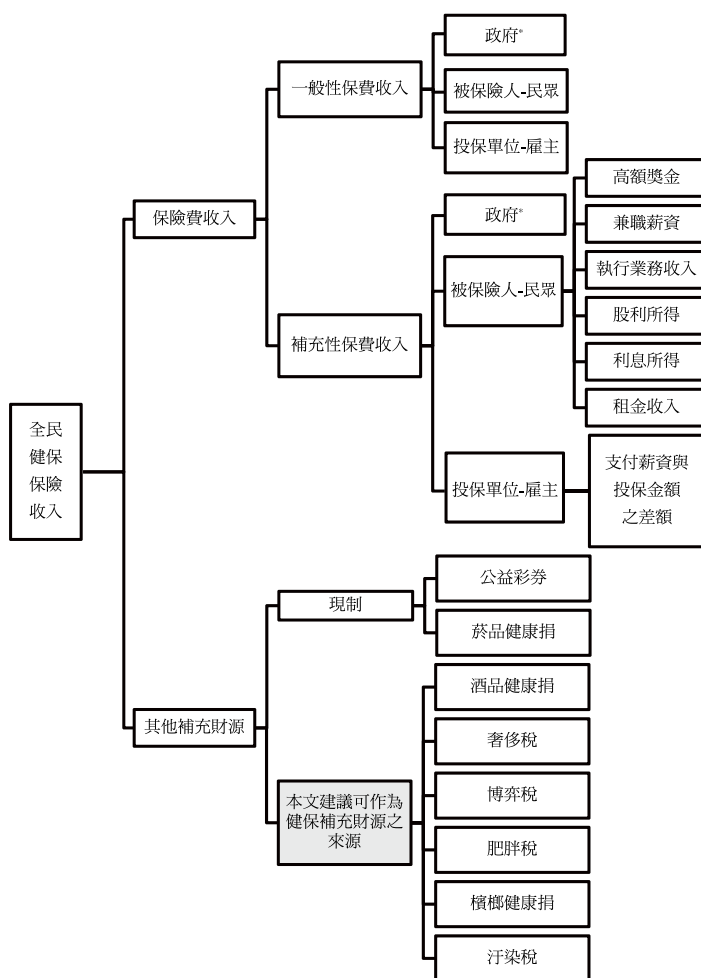 全民
健保
保險
收入
保險費收入
一般性保費收入
政府*
被保險人-民眾
投保單位-雇主
補充性保費收入
政府*
被保險人-民眾
高額獎金
兼職薪資
執行業務收入
股利所得
利息所得
租金收入
投保單位-雇主
支付薪資與
投保金額
之差額
其他補充財源
現制
公益彩券
菸品健康捐
本文建議可作為
健保補充財源之
來源
酒品健康捐
奢侈稅
博弈稅
肥胖稅
檳榔健康捐
汙染稅